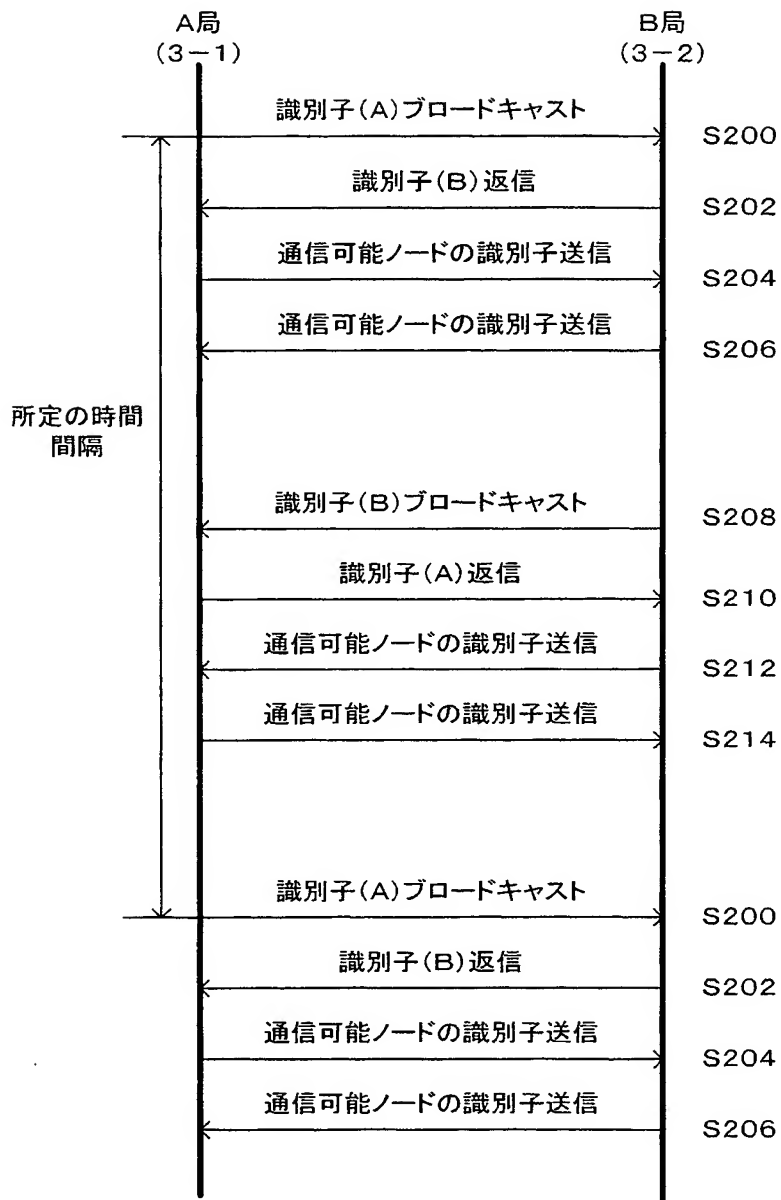 A局
(3-1)
B局
(3-2)
識別子(A)ブロードキャスト
S200
識別子(B)返信
S202
通信可能ノードの識別子送信
S204
通信可能ノードの識別子送信
S206
所定の時間
間隔
識別子(B)ブロードキャスト
S208
識別子(A)返信
S210
通信可能ノードの識別子送信
S212
通信可能ノードの識別子送信
S214
識別子(A)ブロードキャスト
S200
識別子(B)返信
S202
通信可能ノードの識別子送信
S204
通信可能ノードの識別子送信
S206